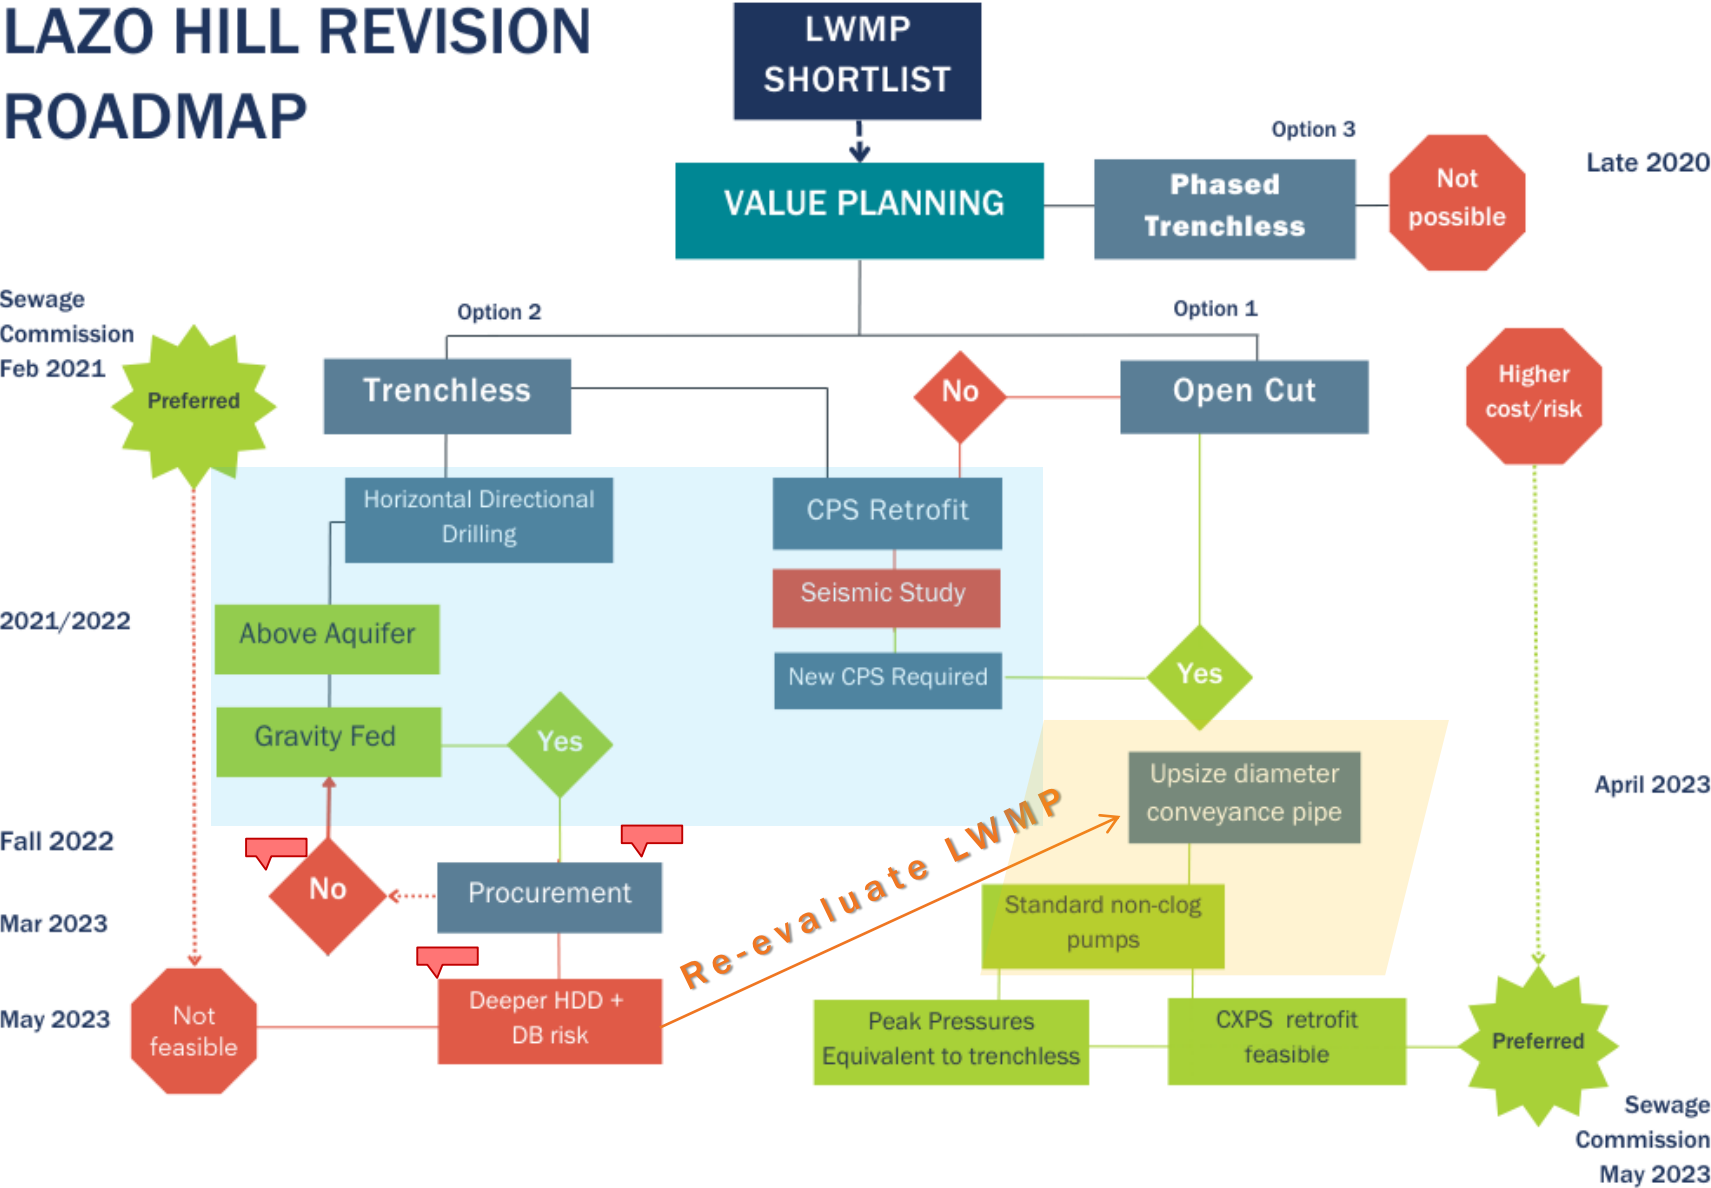 LAZO HILL REVISION
ROADMAP
LWMP
SHORTLIST
Option 3
Late 2020
VALUE PLANNING
Phased
Trenchless
Not
possible
Sewage
Commission
Feb 2021
Preferred
Option 2
Option 1
Trenchless
No
Open Cut
Higher
cost/risk
Horizontal Directional
Drilling
CPS Retrofit
Seismic Study
2021/2022
Above Aquifer
New CPS Required
Yes
Gravity Fed
Yes
Upsize diameter
conveyance pipe
April 2023
Fall 2022
No
Procurement
Re-evaluate LWMP
Standard non-clog
pumps
Mar 2023
May 2023
Not
feasible
Deeper HDD +
DB risk
Peak Pressures
Equivalent to trenchless
CXPS retrofit
feasible
Preferred
Sewage
Commission
May 2023